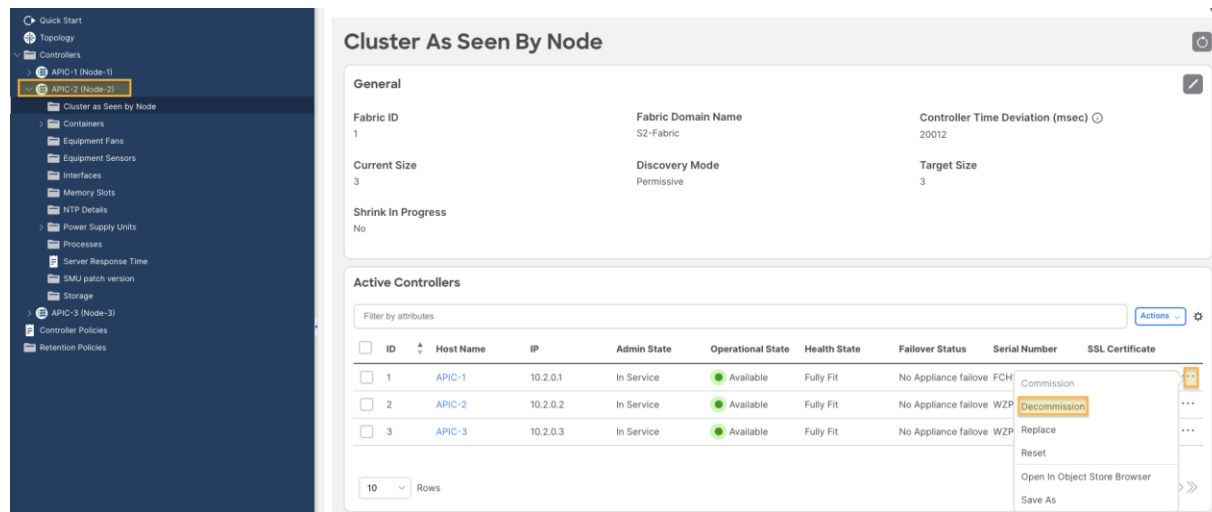 Quick Start
Topology
Controllers
APIC-1 (Node-1)
APIC-2 (Node-2)
Cluster as Seen by Node
Containers
Equipment Fans
Equipment Sensors
Interfaces
Memory Slots
NTP Details
Power Supply Units
Processes
Server Response Time
SMU patch version
Storage
APIC-3 (Node-3)
Controller Policies
Retention Policies
Cluster As Seen By Node
General
Fabric ID Fabric Domain Name Controller Time Deviation (msec)
1 S2-Fabric 20012
Current Size Discovery Mode Target Size
3 Permissive 3
Shrink In Progress
No
Active Controllers
Filter by attributes Actions
ID Host Name IP Admin State Operational State Health State Failover Status Serial Number SSL Certificate
1 APIC-1 10.2.0.1 In Service Available Fully Fit No Appliance failove FCH
2 APIC-2 10.2.0.2 In Service Available Fully Fit No Appliance failove WZP
3 APIC-3 10.2.0.3 In Service Available Fully Fit No Appliance failove WZP
Commission
Decommission
Replace
Reset
Open In Object Store Browser
Save As
10 Rows